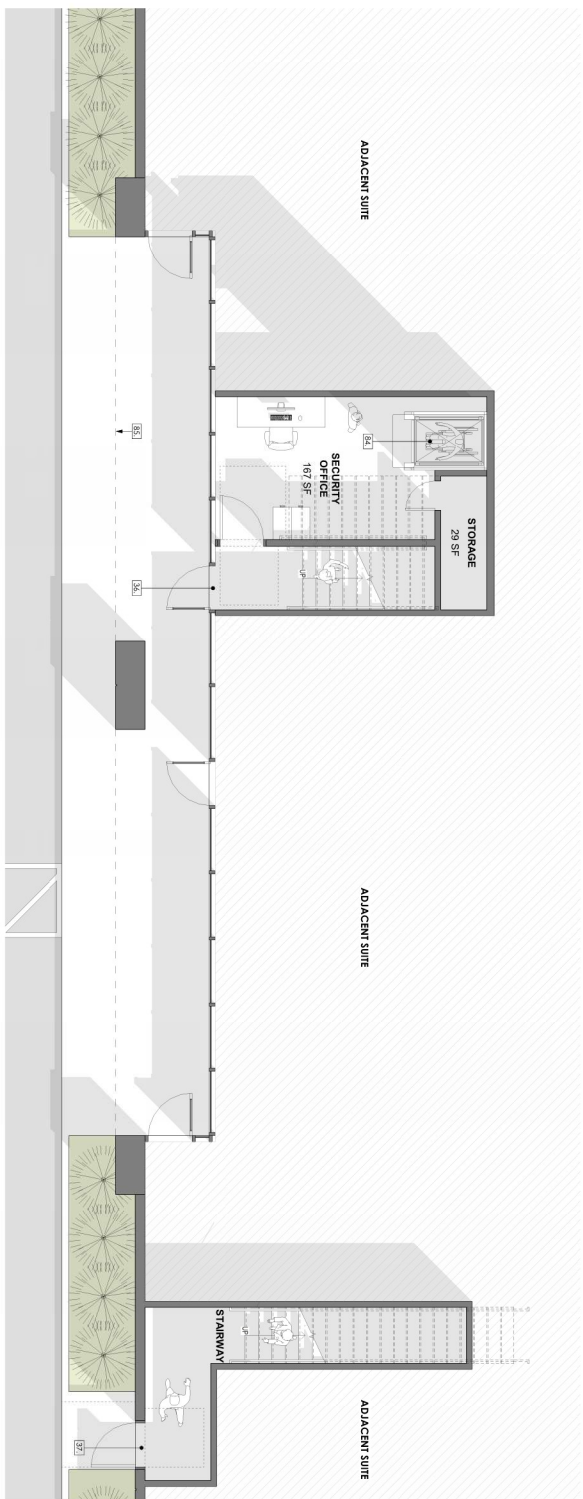 ADJACENT SUITE
84.
85.
SECURITY
OFFICE
167 SF
STORAGE
29 SF
UP
36.
ADJACENT SUITE
UP
STAIRWAY
ADJACENT SUITE
37.